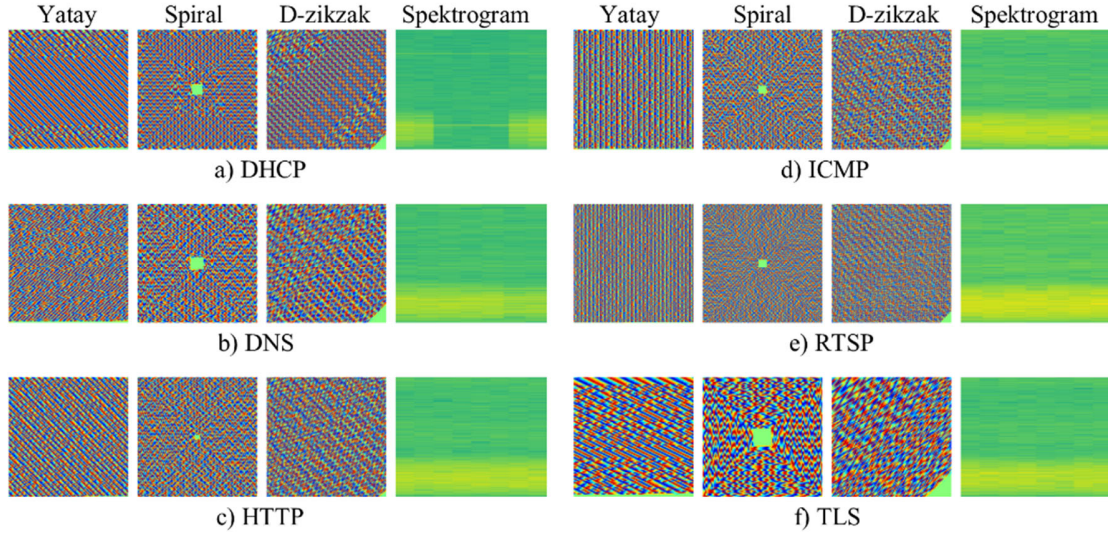 Yatay Spiral D-zikzak Spektrogram Yatay Spiral D-zikzak Spektrogram
a) DHCP d) ICMP
b) DNS e) RTSP
c) HTTP f) TLS